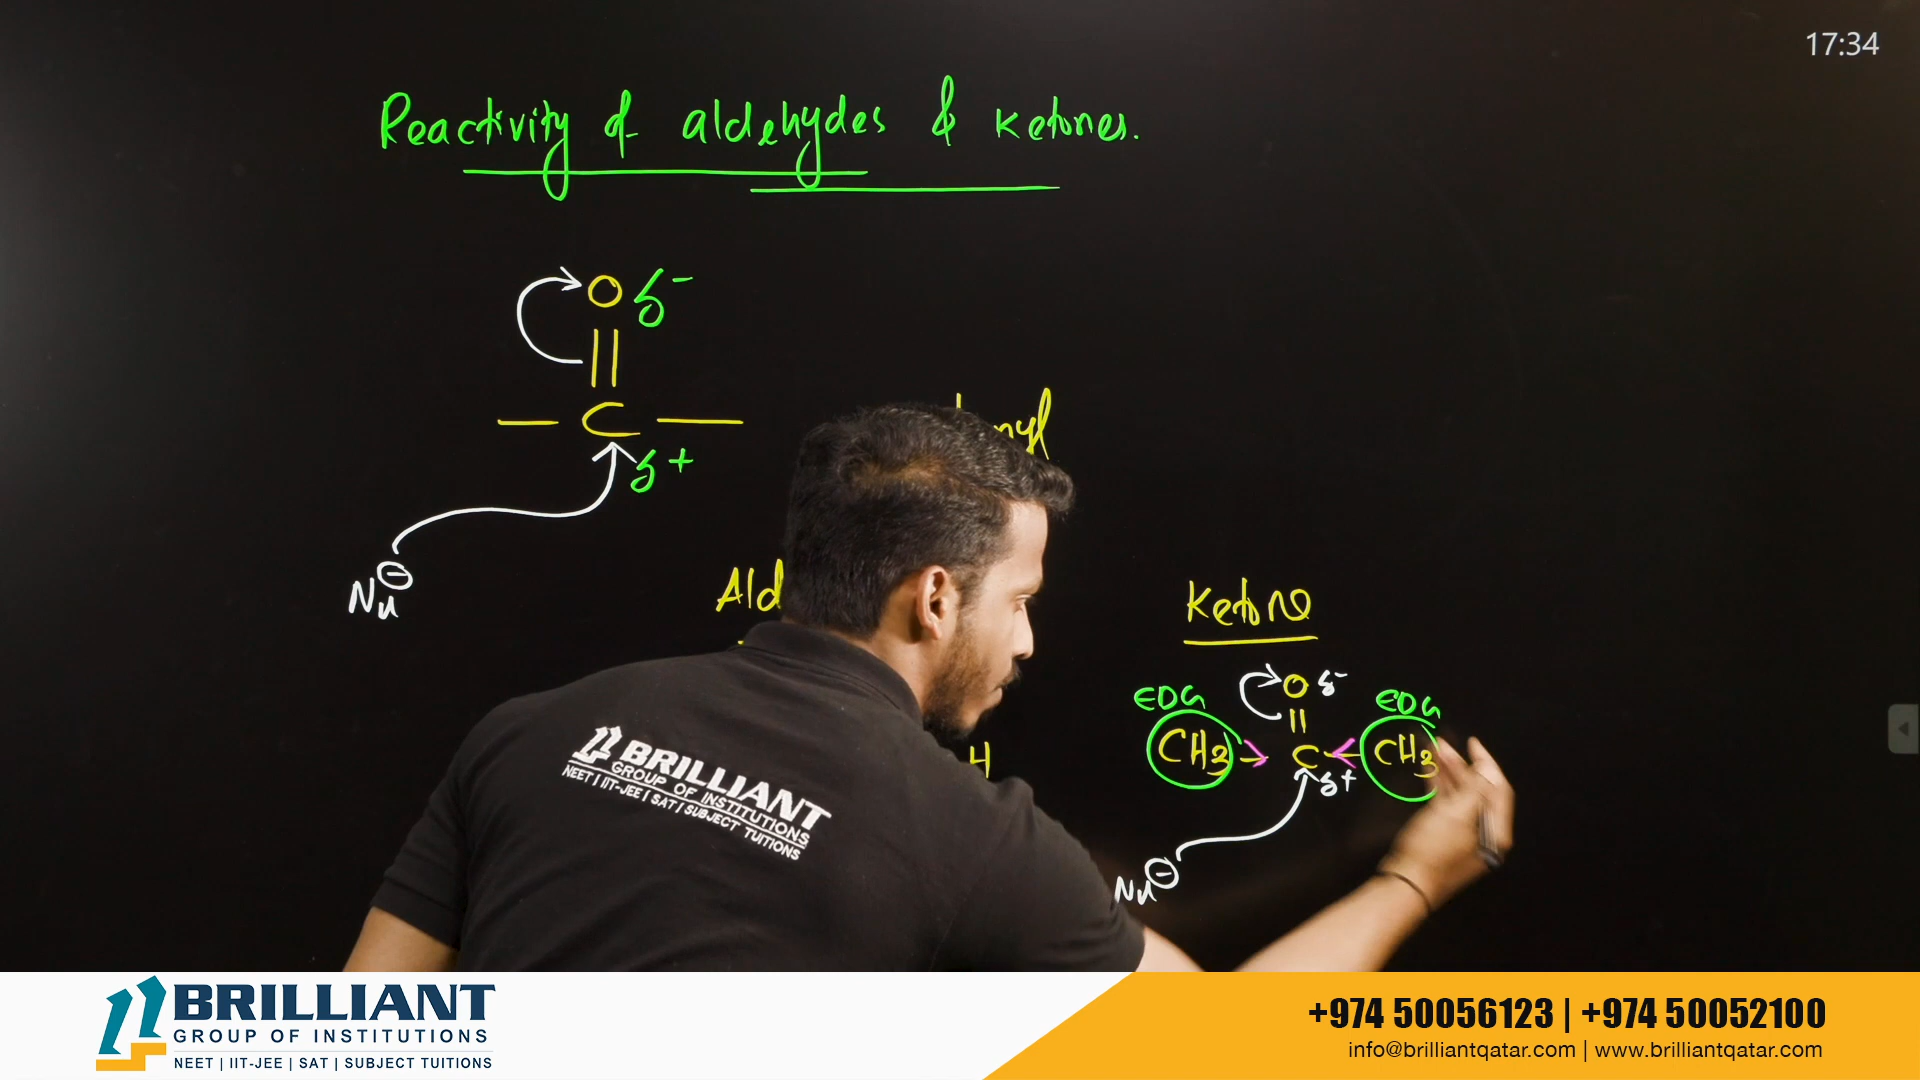 17:34
Reactivity of aldehydes & Ketones.
O δ-
C
δ+
Nu⊖
Ketone
EDG EDG
O δ-
CH3 C CH3
δ+
H
Nu⊖
BRILLIANT
GROUP OF INSTITUTIONS
NEET | IIT-JEE | SAT | SUBJECT TUITIONS
BRILLIANT
GROUP OF INSTITUTIONS
NEET | IIT-JEE | SAT | SUBJECT TUITIONS
+974 50056123 | +974 50052100
info@brilliantqatar.com | www.brilliantqatar.com